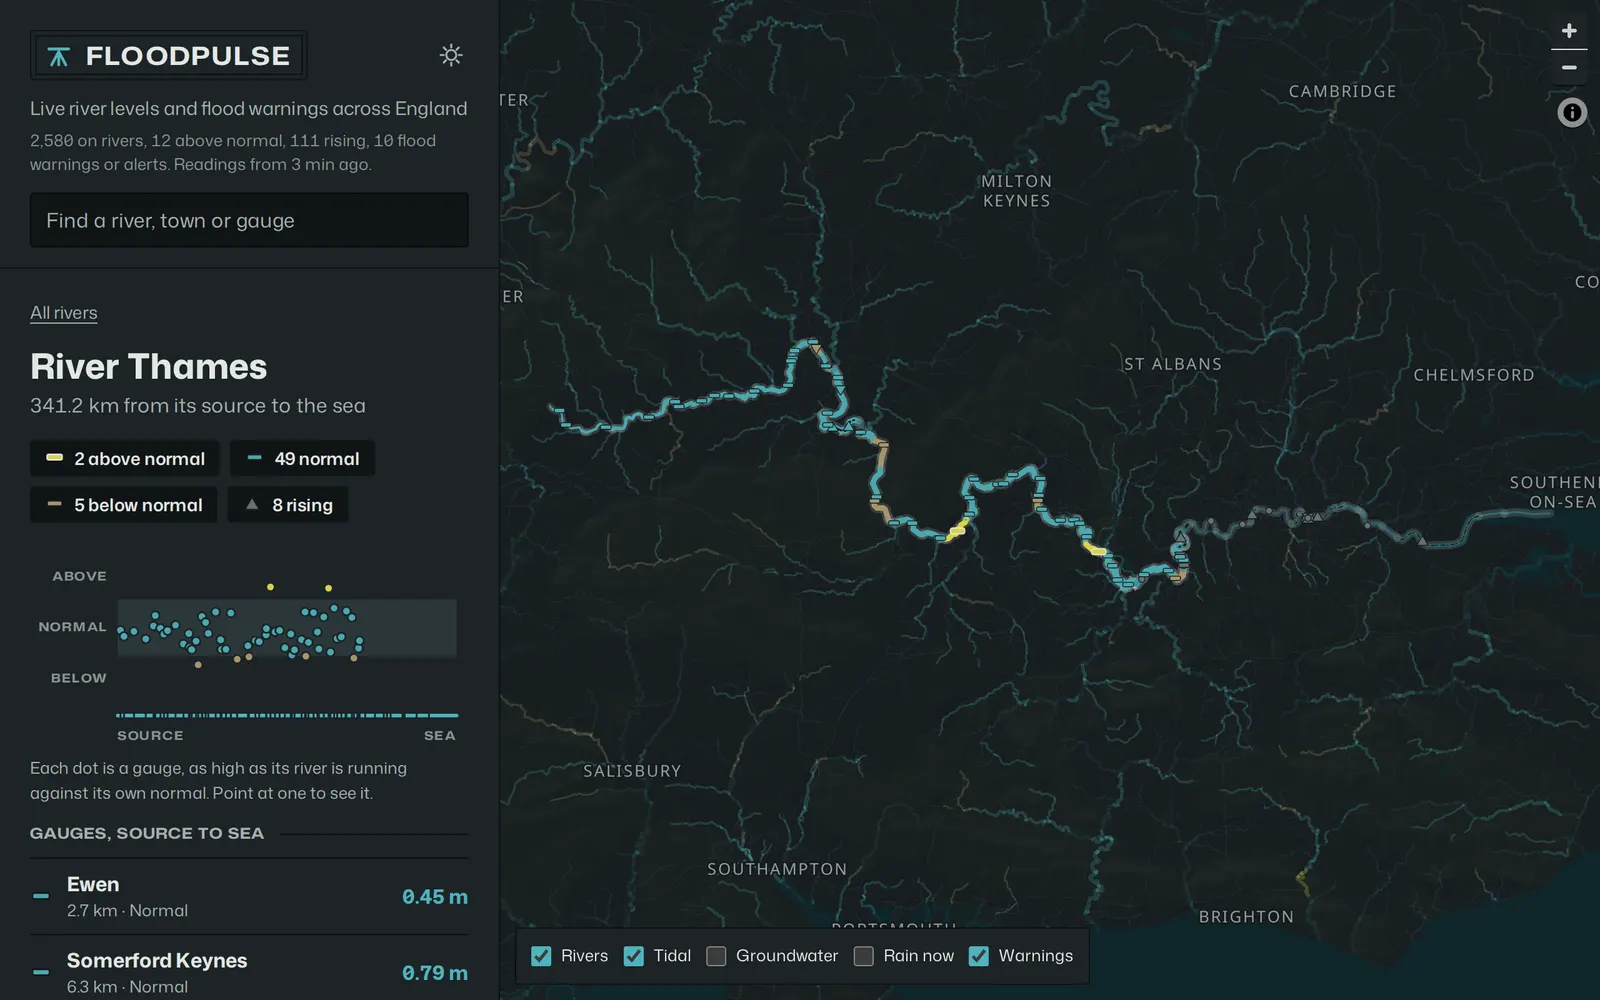 FLOODPULSE
Live river levels and flood warnings across England
2,580 on rivers, 12 above normal, 111 rising, 10 flood
warnings or alerts. Readings from 3 min ago.
Find a river, town or gauge
All rivers
River Thames
341.2 km from its source to the sea
2 above normal
49 normal
5 below normal
8 rising
ABOVE
NORMAL
BELOW
SOURCE
SEA
Each dot is a gauge, as high as its river is running
against its own normal. Point at one to see it.
GAUGES, SOURCE TO SEA
Ewen
0.45 m
2.7 km · Normal
Somerford Keynes
0.79 m
6.3 km · Normal
TER
CAMBRIDGE
MILTON
KEYNES
ER
CO
ST ALBANS
CHELMSFORD
SOUTHEN
ON-SEA
SALISBURY
SOUTHAMPTON
PORTSMOUTH
BRIGHTON
Rivers
Tidal
Groundwater
Rain now
Warnings